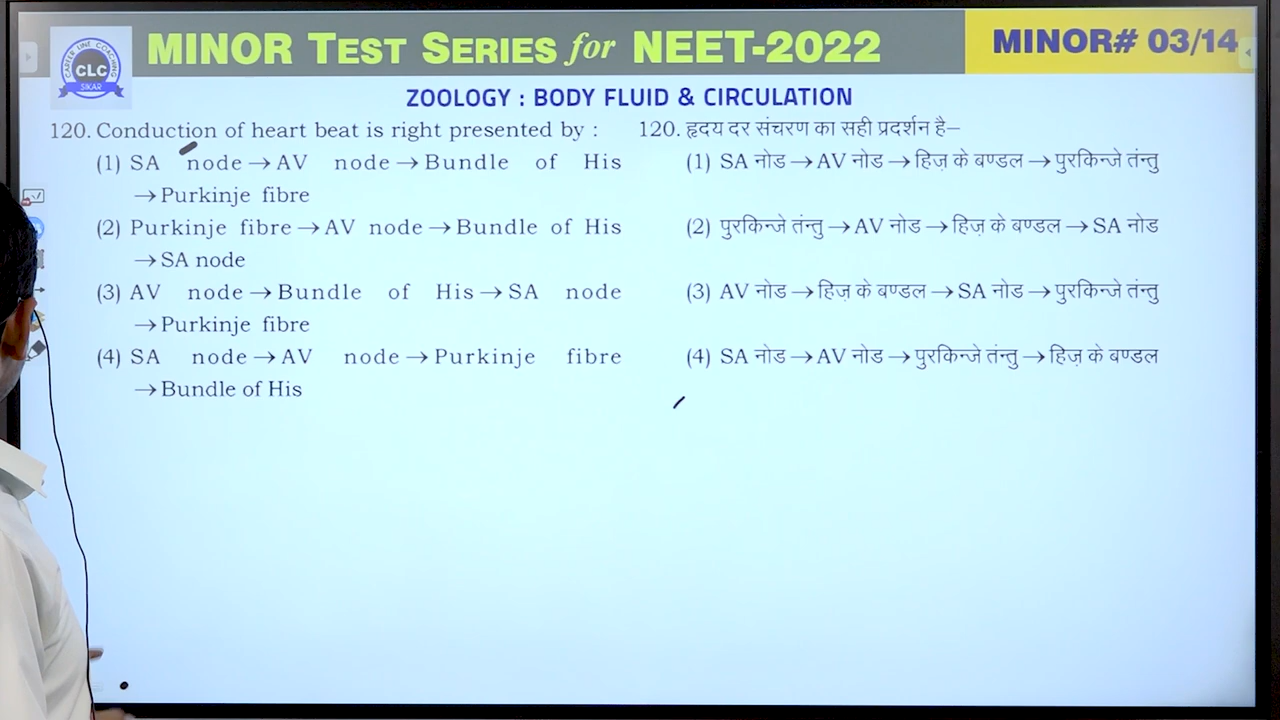 MINOR TEST SERIES for NEET-2022
MINOR# 03/14
CAREER LINE COACHING
CLC
SIKAR
ZOOLOGY : BODY FLUID & CIRCULATION
120. Conduction of heart beat is right presented by :
(1) SA node → AV node → Bundle of His
→ Purkinje fibre
(2) Purkinje fibre → AV node → Bundle of His
→ SA node
(3) AV node → Bundle of His → SA node
→ Purkinje fibre
(4) SA node → AV node → Purkinje fibre
→ Bundle of His
120. हृदय दर संचरण का सही प्रदर्शन है–
(1) SA नोड → AV नोड → हिज़ के बण्डल → पुरकिन्जे तंन्तु
(2) पुरकिन्जे तंन्तु → AV नोड → हिज़ के बण्डल → SA नोड
(3) AV नोड → हिज़ के बण्डल → SA नोड → पुरकिन्जे तंन्तु
(4) SA नोड → AV नोड → पुरकिन्जे तंन्तु → हिज़ के बण्डल